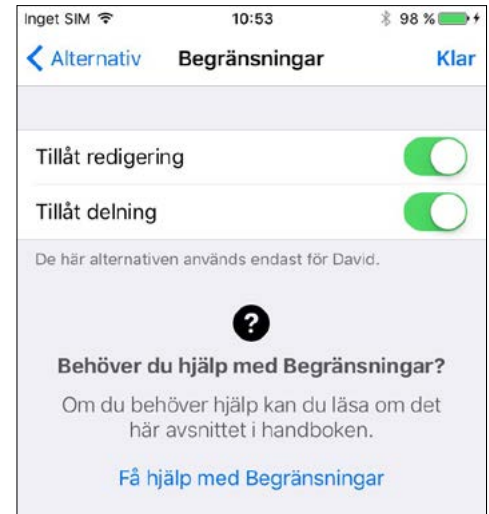 Inget SIM 10:53 98 %
Alternativ Begränsningar Klar
Tillåt redigering
Tillåt delning
De här alternativen används endast för David.
?
Behöver du hjälp med Begränsningar?
Om du behöver hjälp kan du läsa om det
här avsnittet i handboken.
Få hjälp med Begränsningar